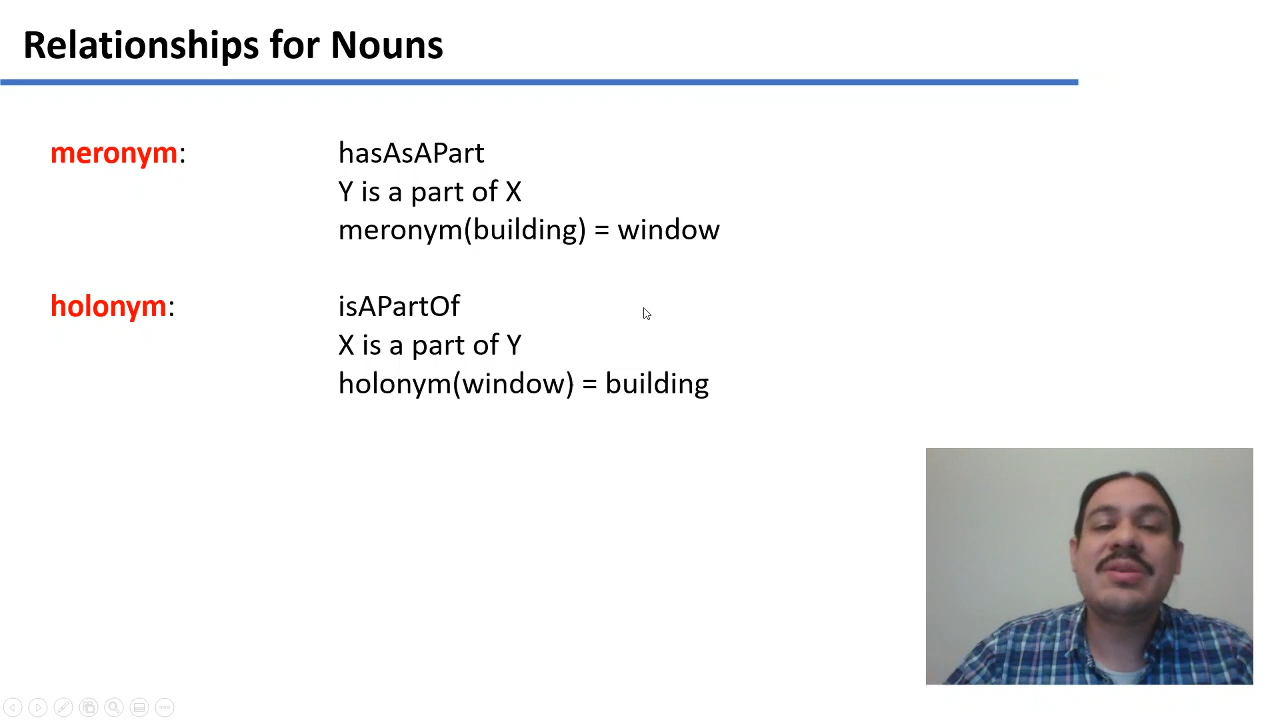 Relationships for Nouns
meronym: hasAsAPart
Y is a part of X
meronym(building) = window
holonym: isAPartOf
X is a part of Y
holonym(window) = building